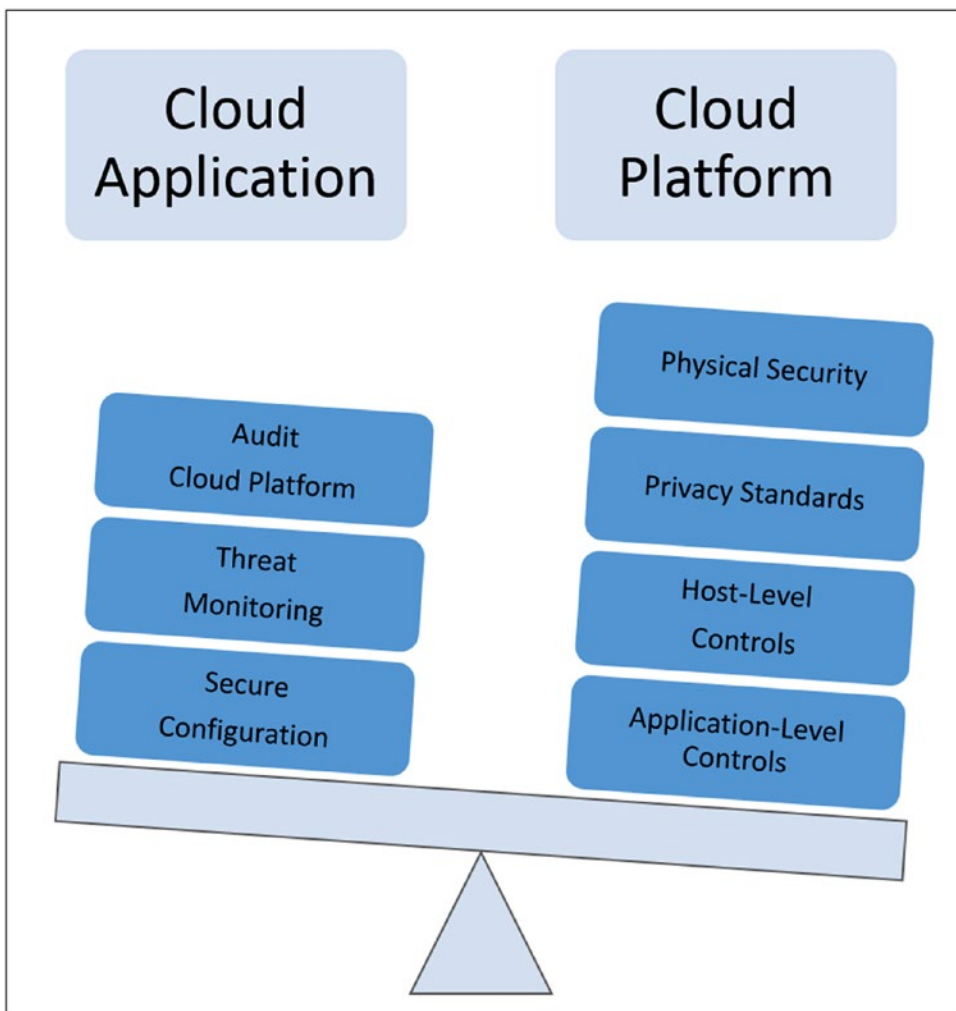 Cloud
Application
Cloud
Platform
Audit
Cloud Platform
Threat
Monitoring
Secure
Configuration
Physical Security
Privacy Standards
Host-Level
Controls
Application-Level
Controls